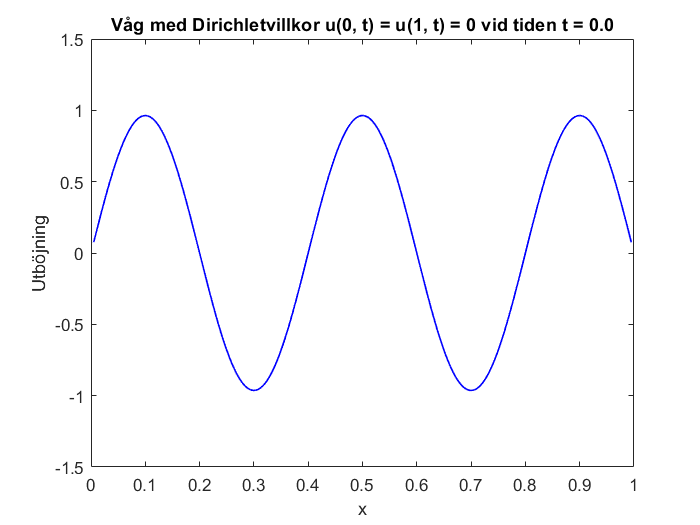 Våg med Dirichletvillkor u(0, t) = u(1, t) = 0 vid tiden t = 0.0
1.5
1
0.5
0
-0.5
-1
-1.5
Utböjning
0 0.1 0.2 0.3 0.4 0.5 0.6 0.7 0.8 0.9 1
x